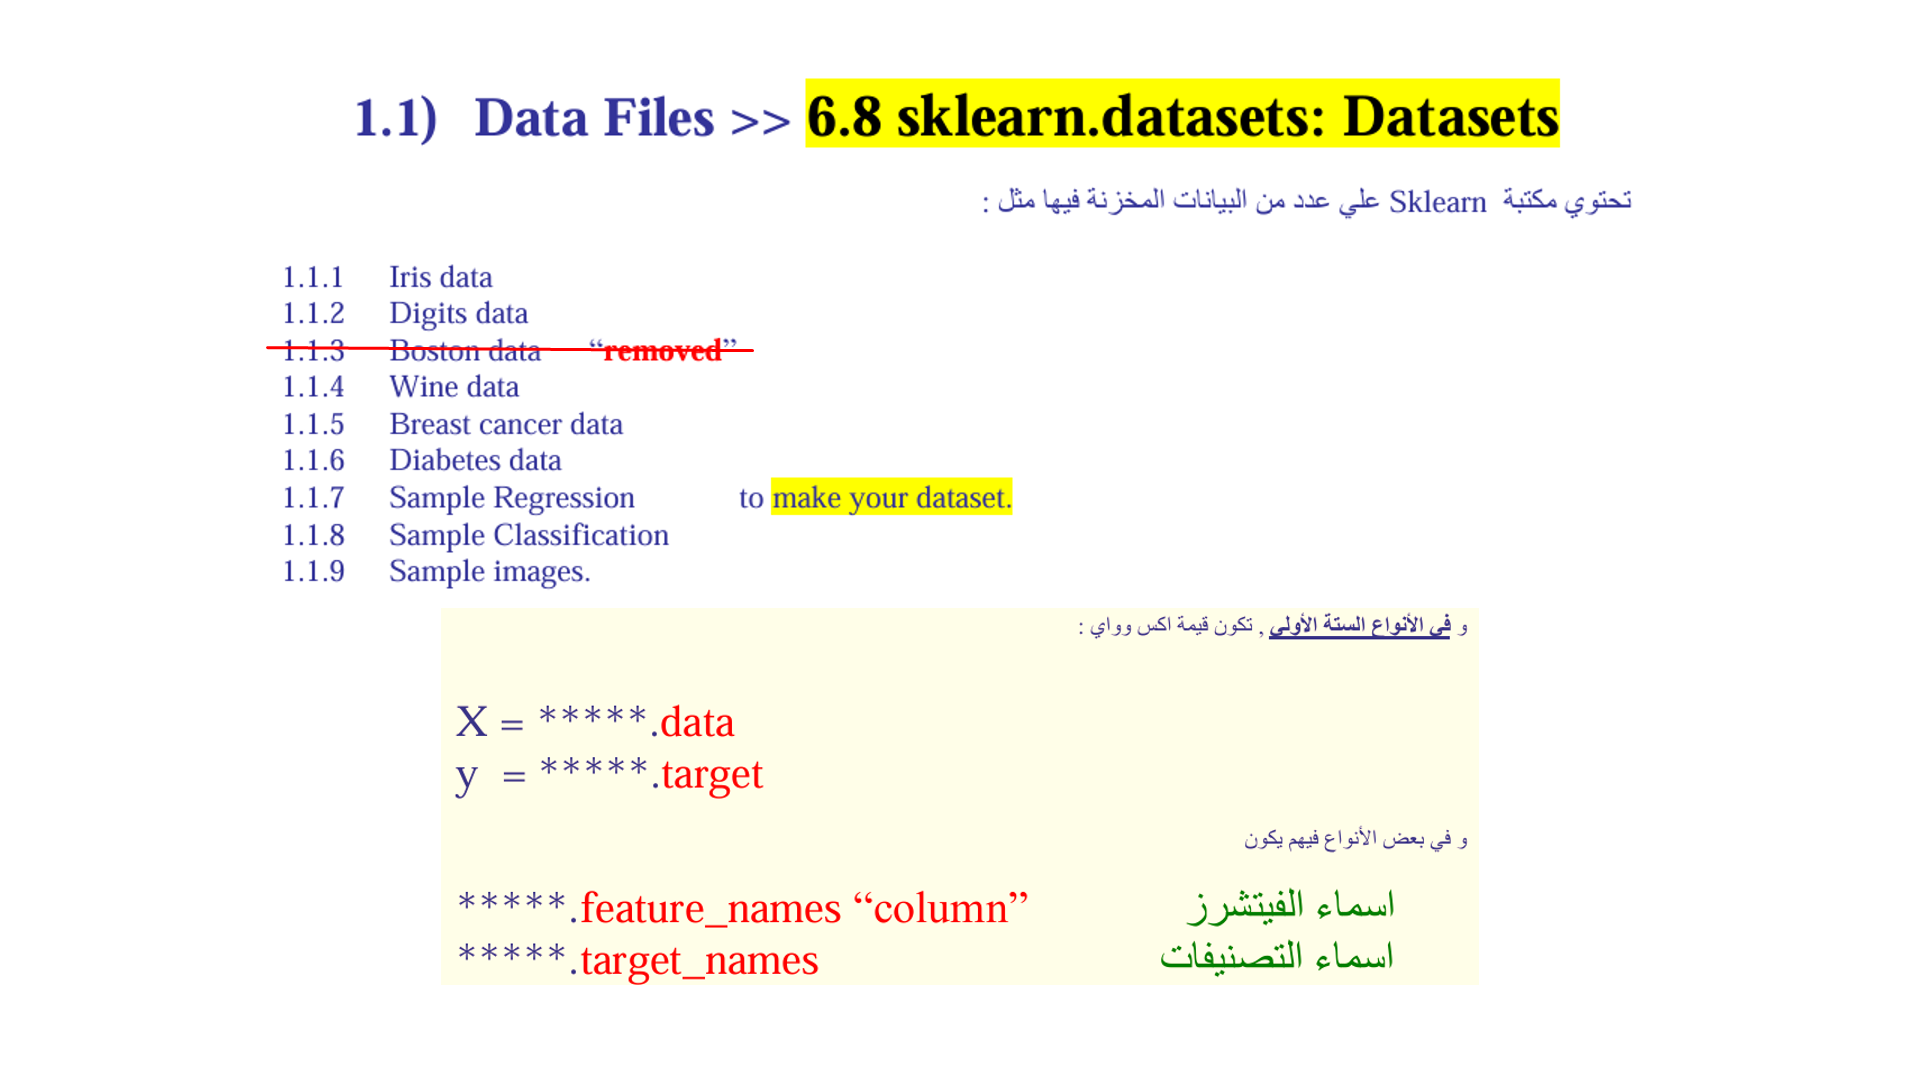 1.1) Data Files >> 6.8 sklearn.datasets: Datasets
تحتوي مكتبة Sklearn علي عدد من البيانات المخزنة فيها مثل :
1.1.1 Iris data
1.1.2 Digits data
1.1.3 Boston data “removed”
1.1.4 Wine data
1.1.5 Breast cancer data
1.1.6 Diabetes data
1.1.7 Sample Regression to make your dataset.
1.1.8 Sample Classification
1.1.9 Sample images.
و في الأنواع الستة الأولي , تكون قيمة اكس وواي :
X = *****.data
y = *****.target
و في بعض الأنواع فيهم يكون
*****.feature_names “column” اسماء الفيتشرز
*****.target_names اسماء التصنيفات